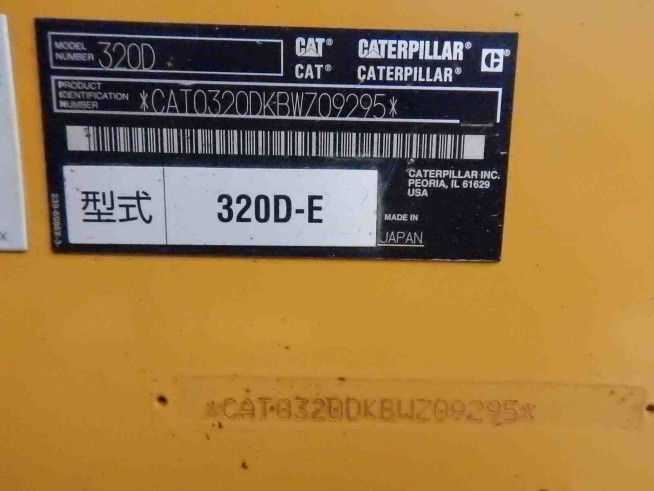 MODEL NUMBER 320D
CAT® CATERPILLAR® C
CAT® CATERPILLAR®
PRODUCT IDENTIFICATION NUMBER *CAT0320DKBWZ09295*
CATERPILLAR INC.
PEORIA, IL 61629
USA
型式 320D-E
MADE IN
JAPAN
*CAT0320DKBWZ09295*